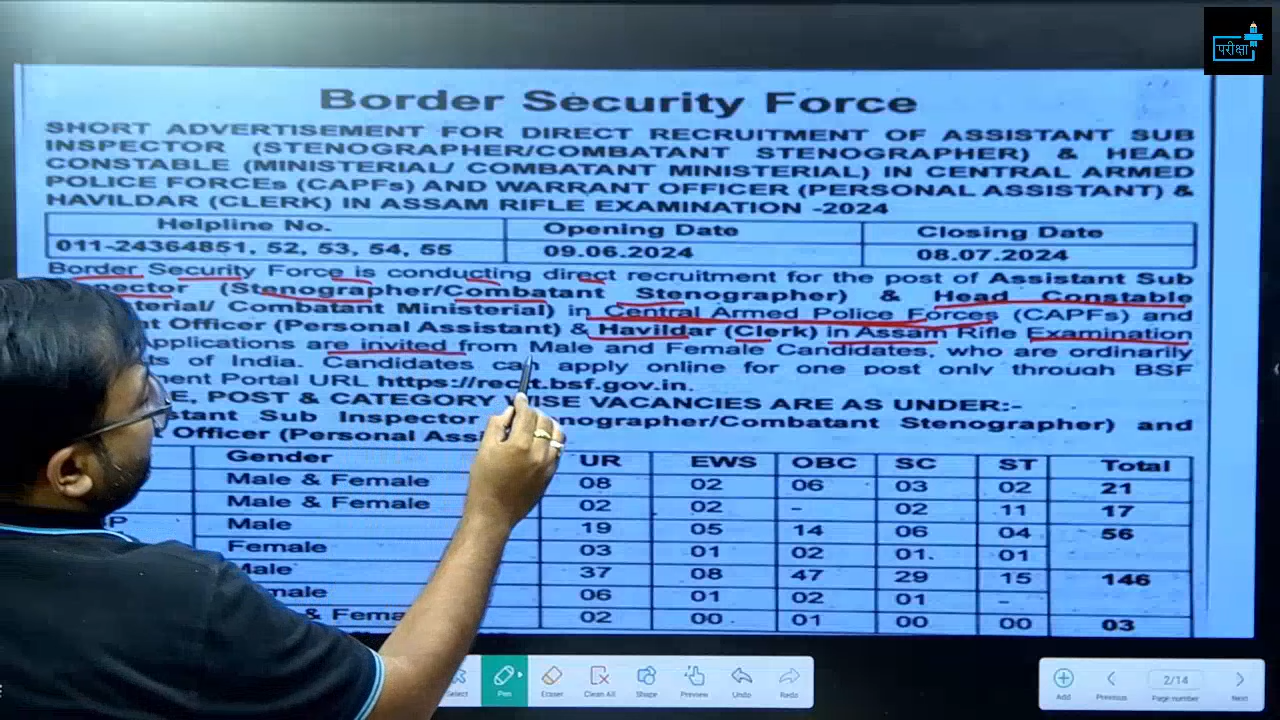 परीक्षा
Border Security Force
SHORT ADVERTISEMENT FOR DIRECT RECRUITMENT OF ASSISTANT SUB
INSPECTOR (STENOGRAPHER/COMBATANT STENOGRAPHER) & HEAD
CONSTABLE (MINISTERIAL/ COMBATANT MINISTERIAL) IN CENTRAL ARMED
POLICE FORCEs (CAPFs) AND WARRANT OFFICER (PERSONAL ASSISTANT) &
HAVILDAR (CLERK) IN ASSAM RIFLE EXAMINATION -2024
Helpline No. Opening Date Closing Date
011-24364851, 52, 53, 54, 55 09.06.2024 08.07.2024
Border Security Force is conducting direct recruitment for the post of Assistant Sub
(Stenographer/Combatant Stenographer) & Head Constable
Combatant Ministerial) in Central Armed Police Forces (CAPFs) and
Officer (Personal Assistant) & Havildar (Clerk) in Assam Rifle Examination
pplications are invited from Male and Female Candidates, who are ordinarily
ts of India. Candidates can apply online for one post only through BSF
ment Portal URL https://rectt.bsf.gov.in.
E, POST & CATEGORY WISE VACANCIES ARE AS UNDER:-
stant Sub Inspector nographer/Combatant Stenographer) and
Officer (Personal Assi
Gender UR EWS OBC SC ST Total
Male & Female 08 02 06 03 02 21
Male & Female 02 02 - 02 11 17
P Male 19 05 14 06 04 56
Female 03 01 02 01. 01
Male 37 08 47 29 15 146
male 06 01 02 01 -
& Fema 02 00 01 00 00 03
Select Pen Eraser Clean All Shape Preview Undo Redo
Add Previous 2/14 Page number Next